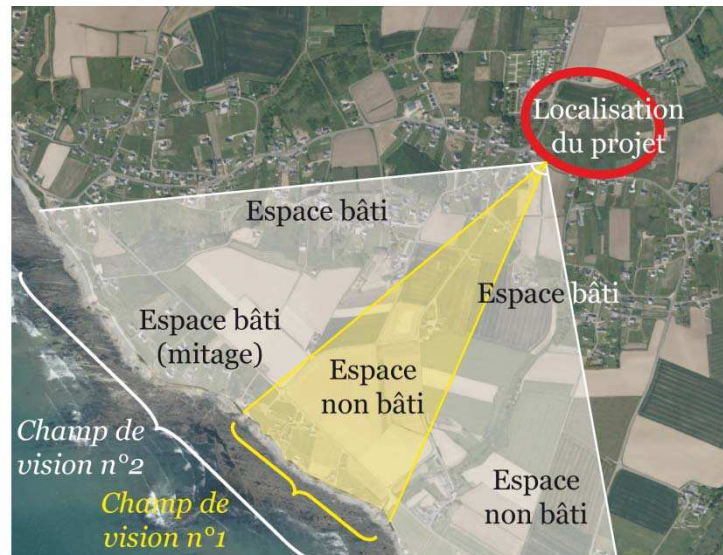 Localisation
du projet
Espace bâti
Espace bâti
Espace bâti
(mitage)
Espace
non bâti
Champ de
vision n°2
Champ de
vision n°1
Espace
non bâti